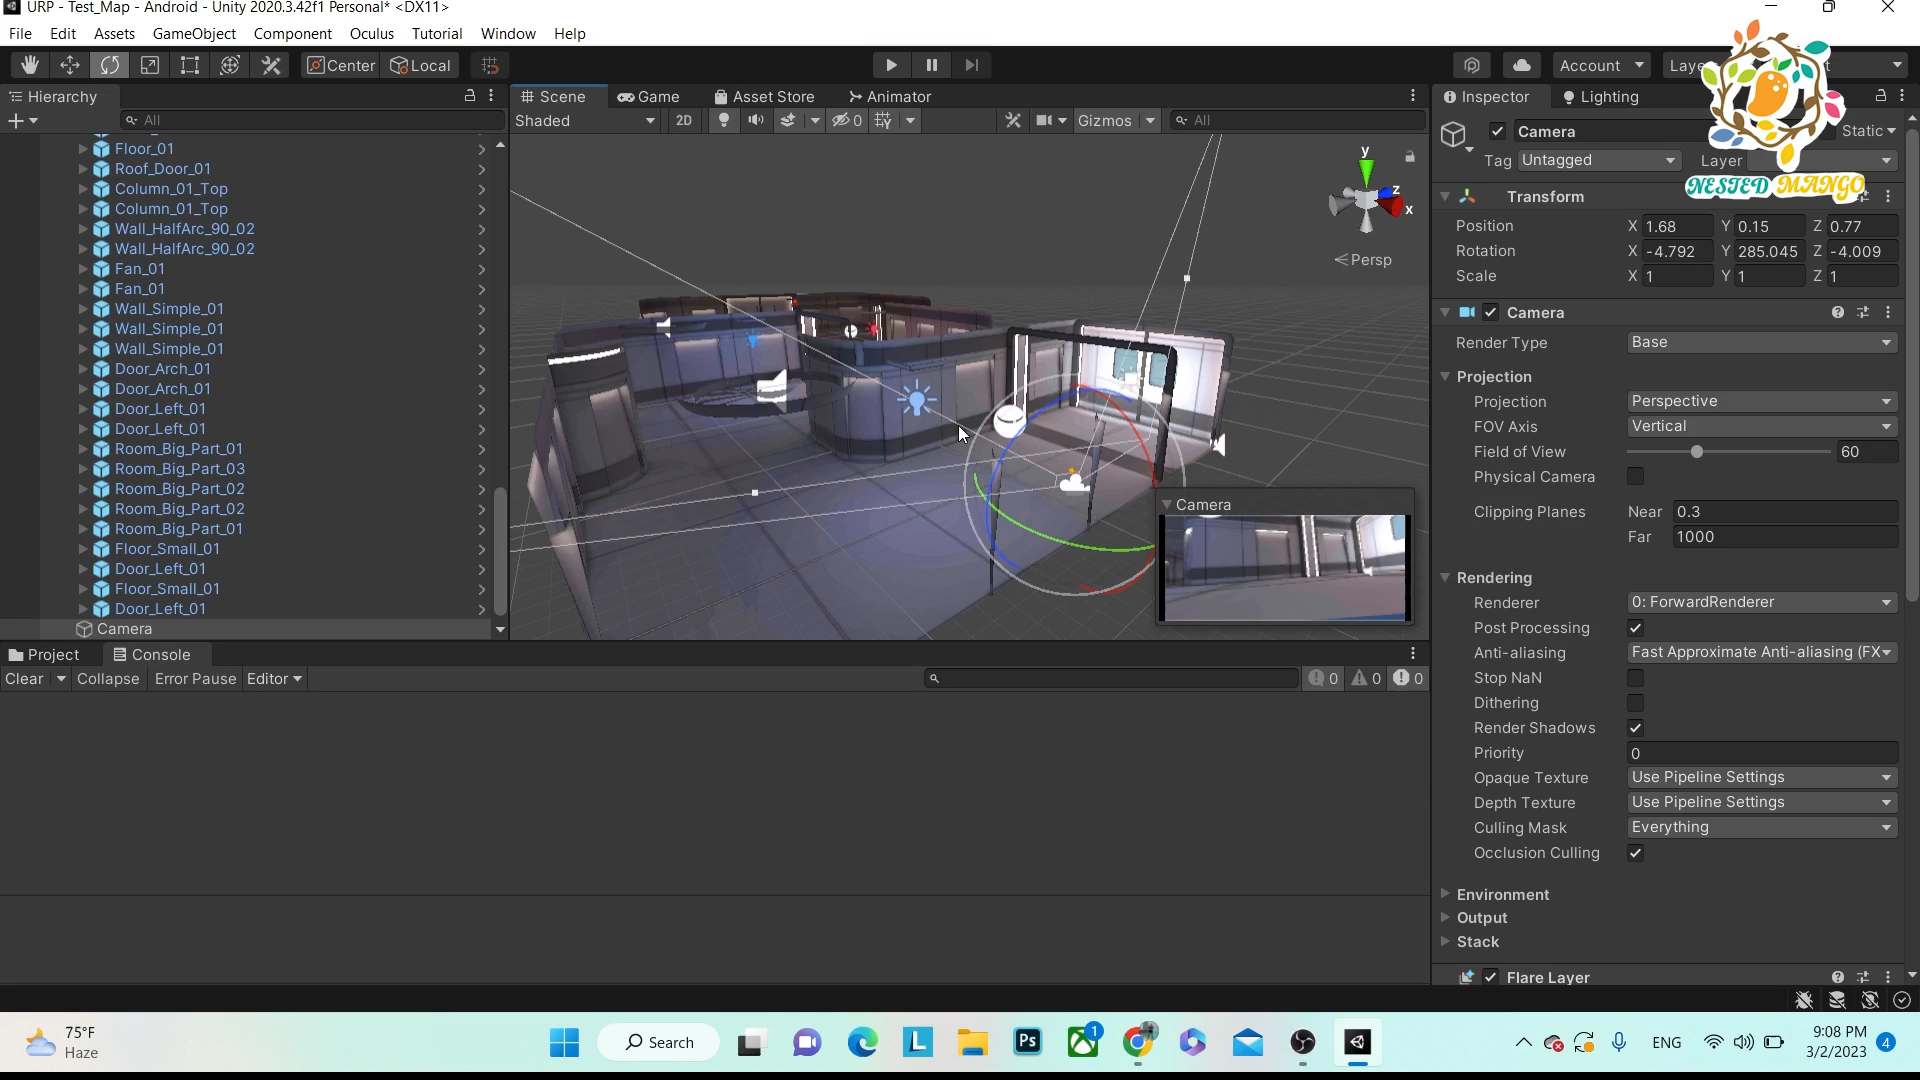 URP - Test_Map - Android - Unity 2020.3.42f1 Personal* <DX11>
File Edit Assets GameObject Component Oculus Tutorial Window Help
Center Local Account
Hierarchy
All
Floor_01
Roof_Door_01
Column_01_Top
Column_01_Top
Wall_HalfArc_90_02
Wall_HalfArc_90_02
Fan_01
Fan_01
Wall_Simple_01
Wall_Simple_01
Wall_Simple_01
Door_Arch_01
Door_Arch_01
Door_Left_01
Door_Left_01
Room_Big_Part_01
Room_Big_Part_03
Room_Big_Part_02
Room_Big_Part_02
Room_Big_Part_01
Floor_Small_01
Door_Left_01
Floor_Small_01
Door_Left_01
Camera
Scene Game Asset Store Animator
Shaded 2D 0 Gizmos All
y
z
x
Persp
Camera
Project Console
Clear Collapse Error Pause Editor 0 0 0
Inspector Lighting
Camera Static
Tag Untagged Layer
NESTED MANGO
Transform
Position X 1.68 Y 0.15 Z 0.77
Rotation X -4.792 Y 285.045 Z -4.009
Scale X 1 Y 1 Z 1
Camera
Render Type Base
Projection
Projection Perspective
FOV Axis Vertical
Field of View 60
Physical Camera
Clipping Planes Near 0.3
Far 1000
Rendering
Renderer 0: ForwardRenderer
Post Processing
Anti-aliasing Fast Approximate Anti-aliasing (FX
Stop NaN
Dithering
Render Shadows
Priority 0
Opaque Texture Use Pipeline Settings
Depth Texture Use Pipeline Settings
Culling Mask Everything
Occlusion Culling
Environment
Output
Stack
Flare Layer
75°F
Haze
Search
L
Ps
1
ENG
9:08 PM
3/2/2023
4